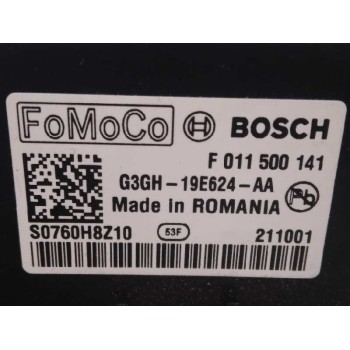 FoMoCo BOSCH
F 011 500 141
G3GH-19E624-AA
Made in ROMANIA
S0760H8Z10 53F 211001